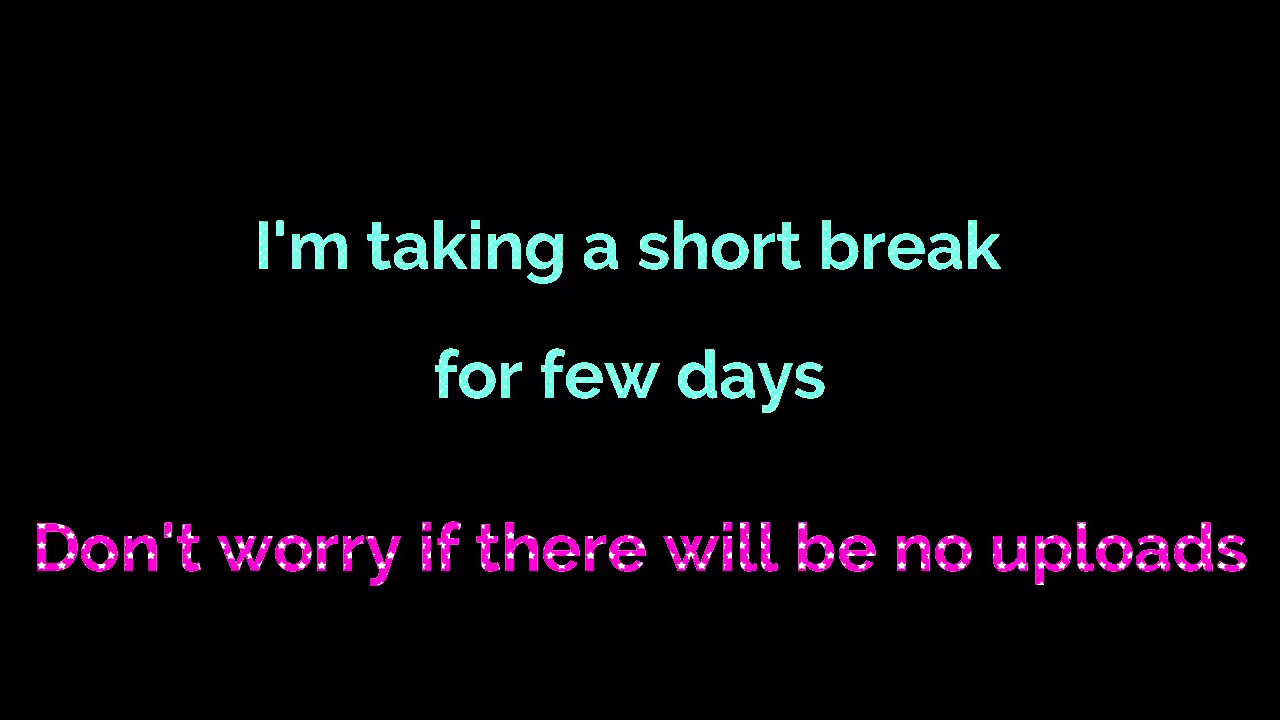 I'm taking a short break
for few days
Don't worry if there will be no uploads